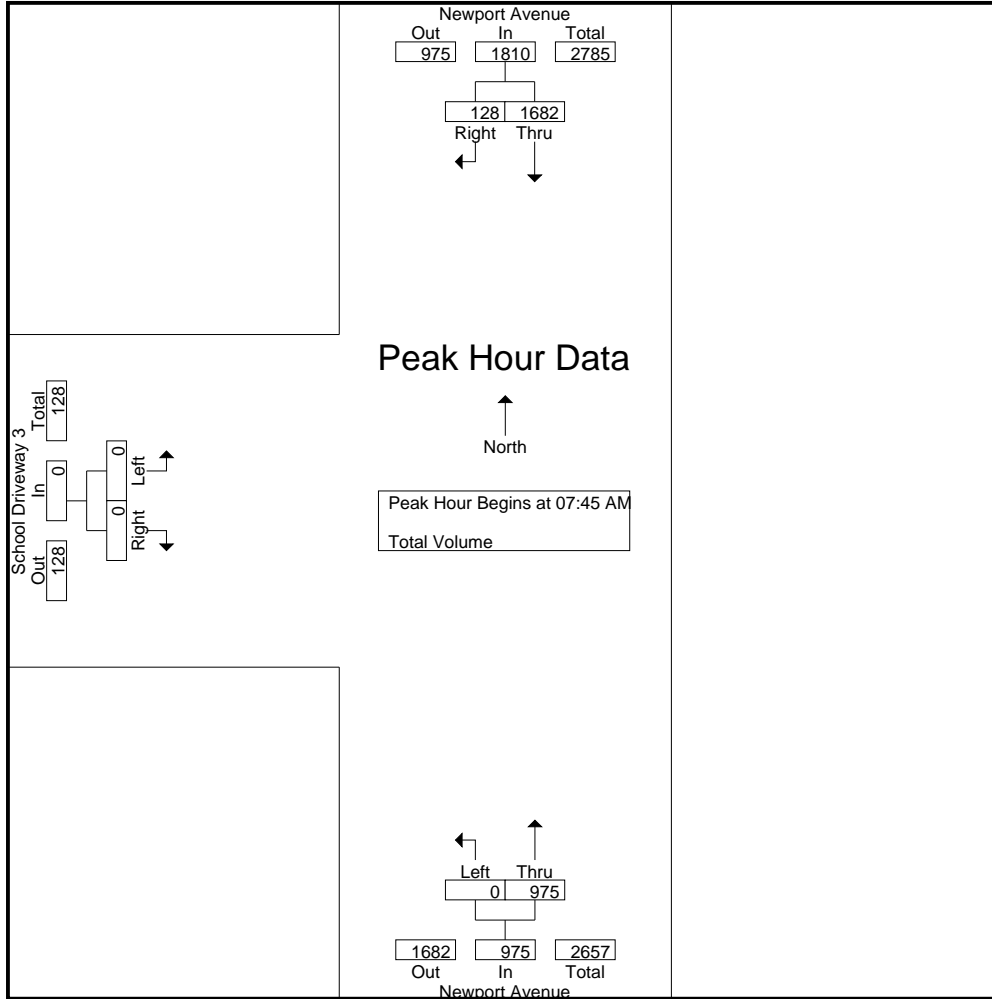 Newport Avenue
Out In Total
975 1810 2785
128 1682
Right Thru
Peak Hour Data
North
Peak Hour Begins at 07:45 AM
Total Volume
School Driveway 3
Out In Total
128 0 128
Right Left
0 0
Left Thru
0 975
1682 975 2657
Out In Total
Newport Avenue